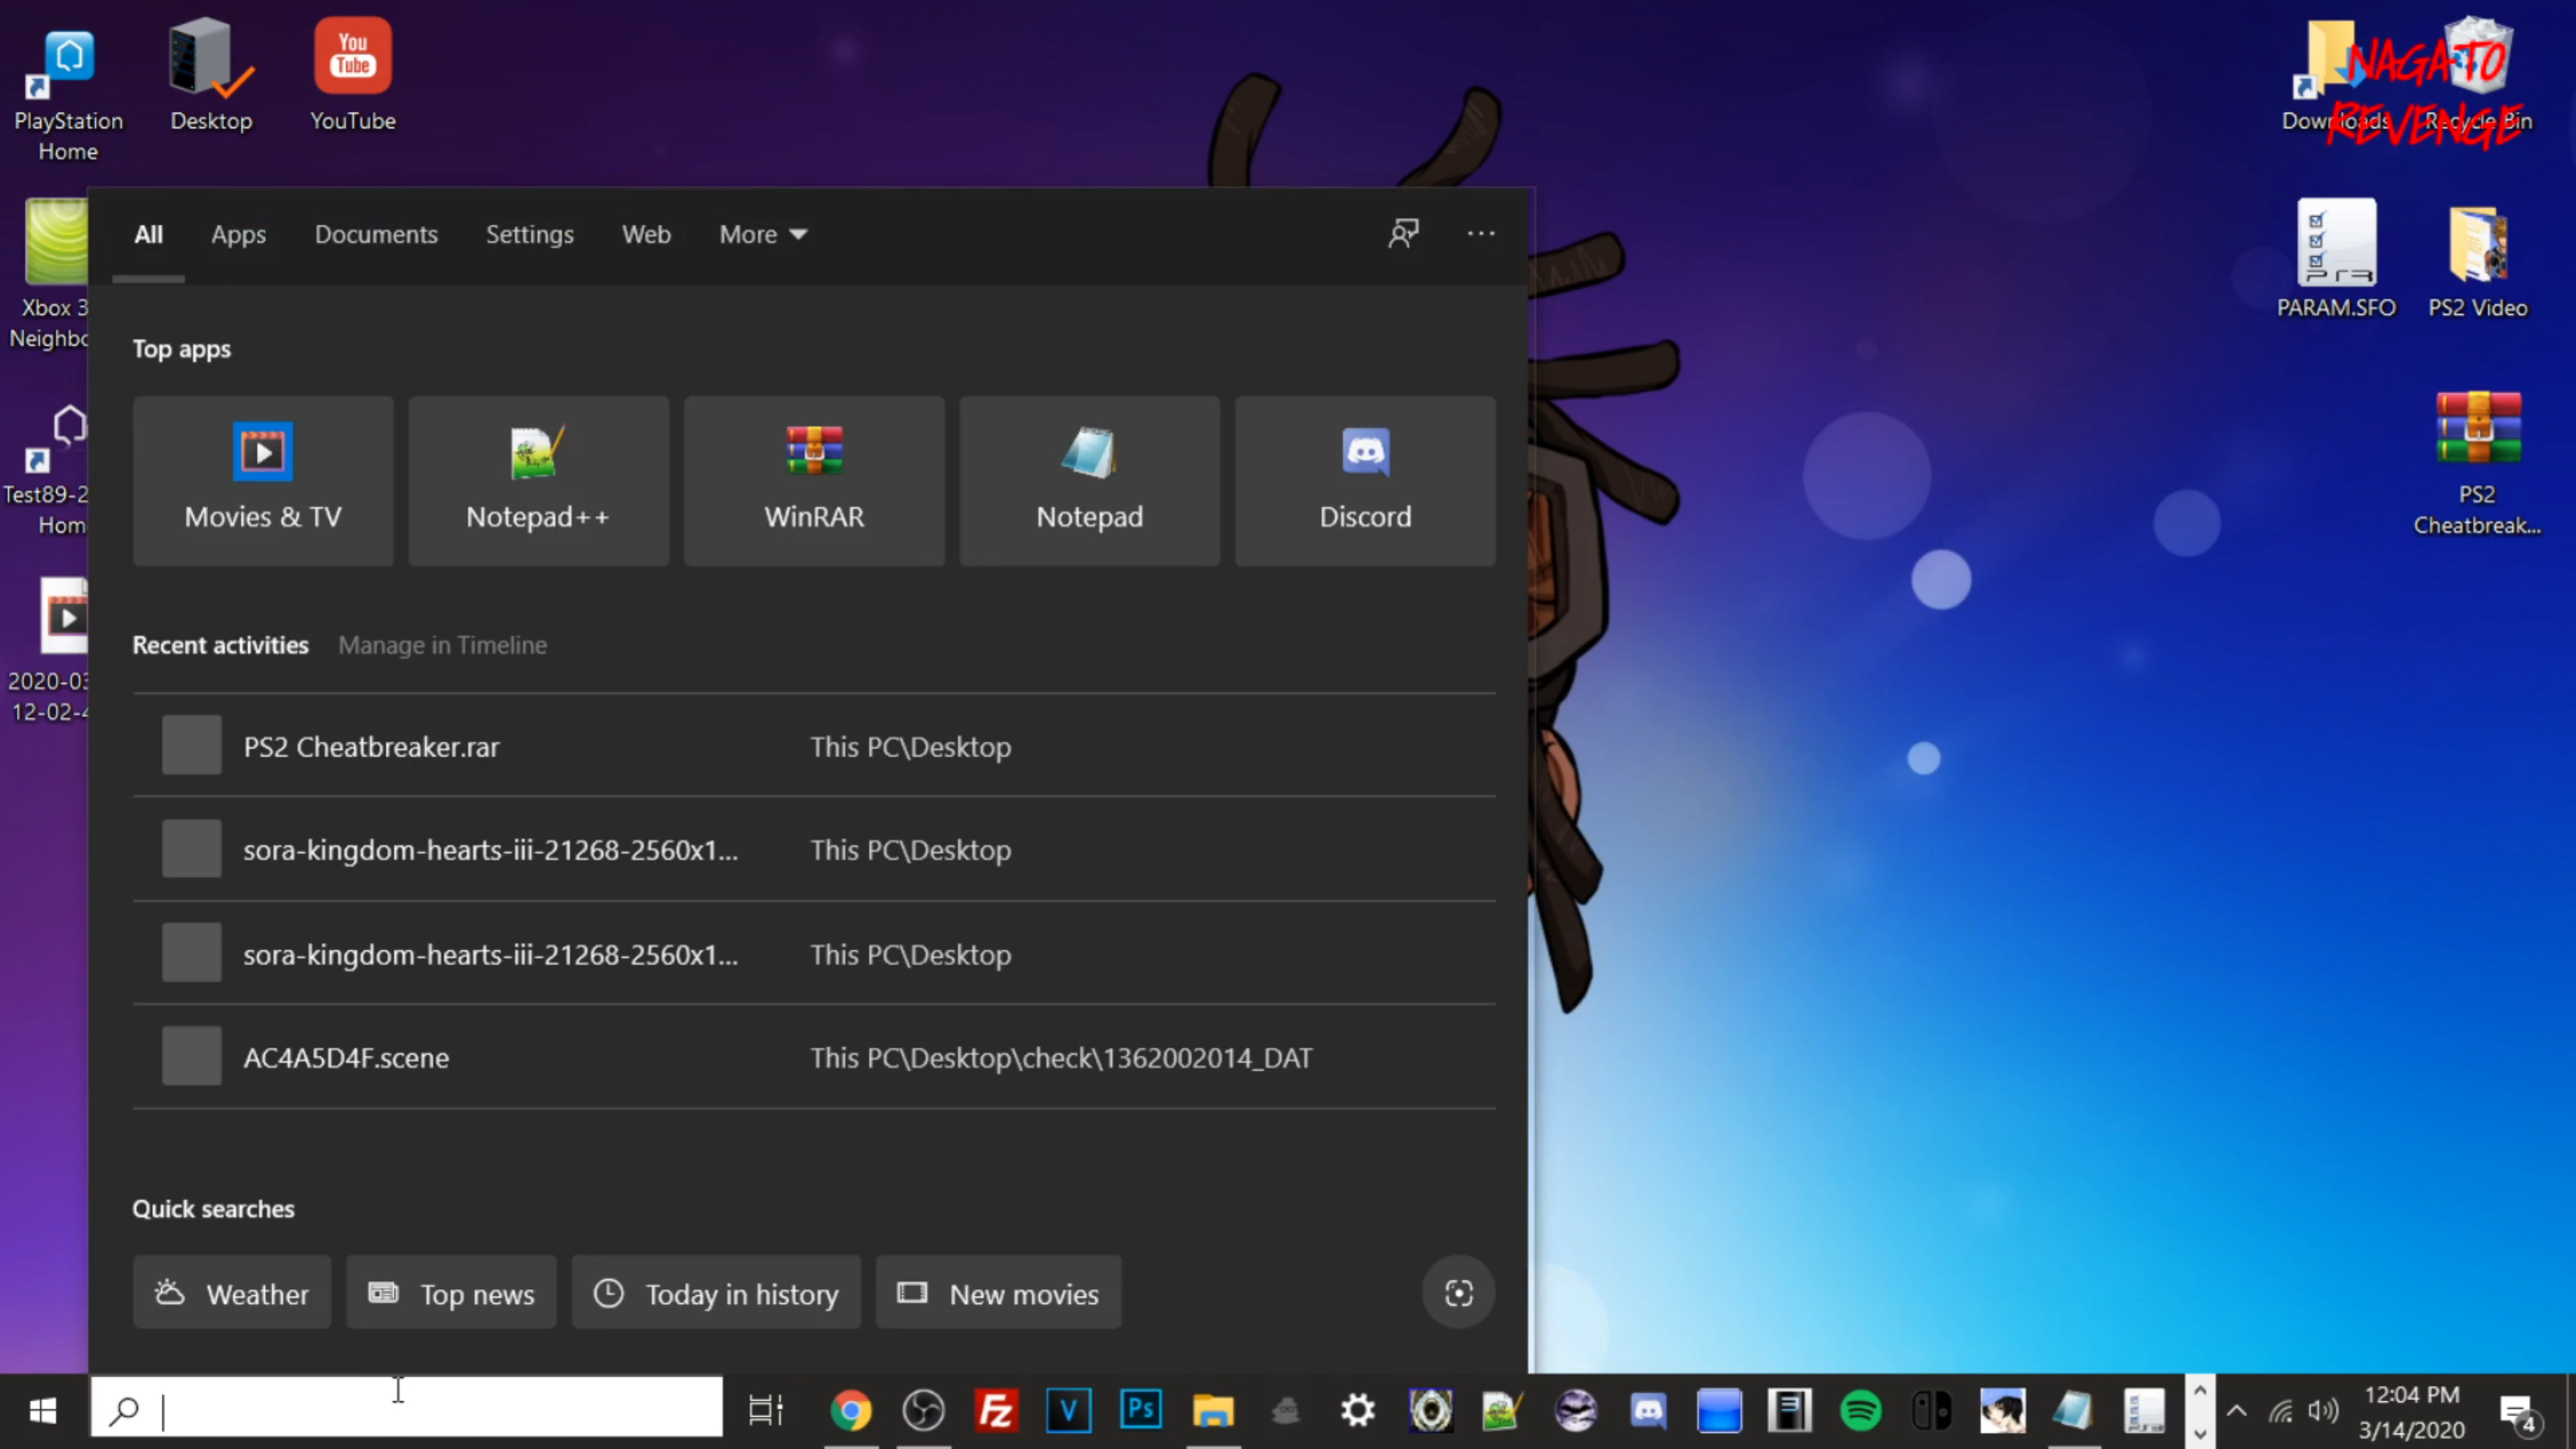 PlayStation
Home
Desktop
You
Tube
YouTube
NAGATO
REVENGE
Downloads
Recycle Bin
Xbox 3
Neighbo
PS3
PARAM.SFO
PS2 Video
Test89-2
Hom
PS2
Cheatbreak...
2020-03
12-02-4
All
Apps
Documents
Settings
Web
More
Top apps
Movies & TV
Notepad++
WinRAR
Notepad
Discord
Recent activities
Manage in Timeline
PS2 Cheatbreaker.rar
This PC\Desktop
sora-kingdom-hearts-iii-21268-2560x1...
This PC\Desktop
sora-kingdom-hearts-iii-21268-2560x1...
This PC\Desktop
AC4A5D4F.scene
This PC\Desktop\check\1362002014_DAT
Quick searches
Weather
Top news
Today in history
New movies
Fz
V
Ps
12:04 PM
3/14/2020
4